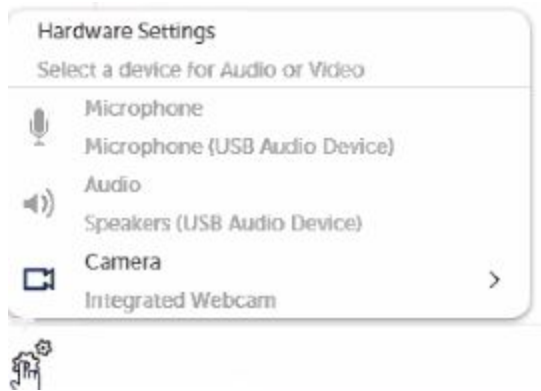 Hardware Settings
Select a device for Audio or Video
Microphone
Microphone (USB Audio Device)
Audio
Speakers (USB Audio Device)
Camera
Integrated Webcam